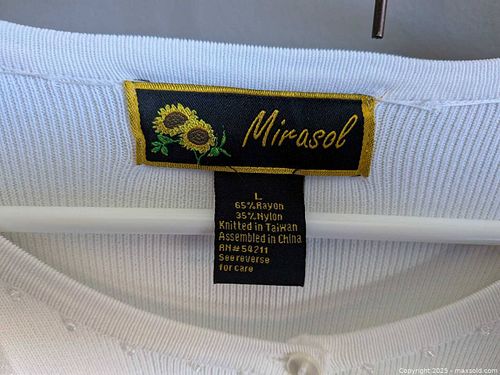 Mirasol
L
65% Rayon
35% Nylon
Knitted in Taiwan
Assembled in China
RN# 54211
See reverse
for care
Copyright 2025 - maxsold.com